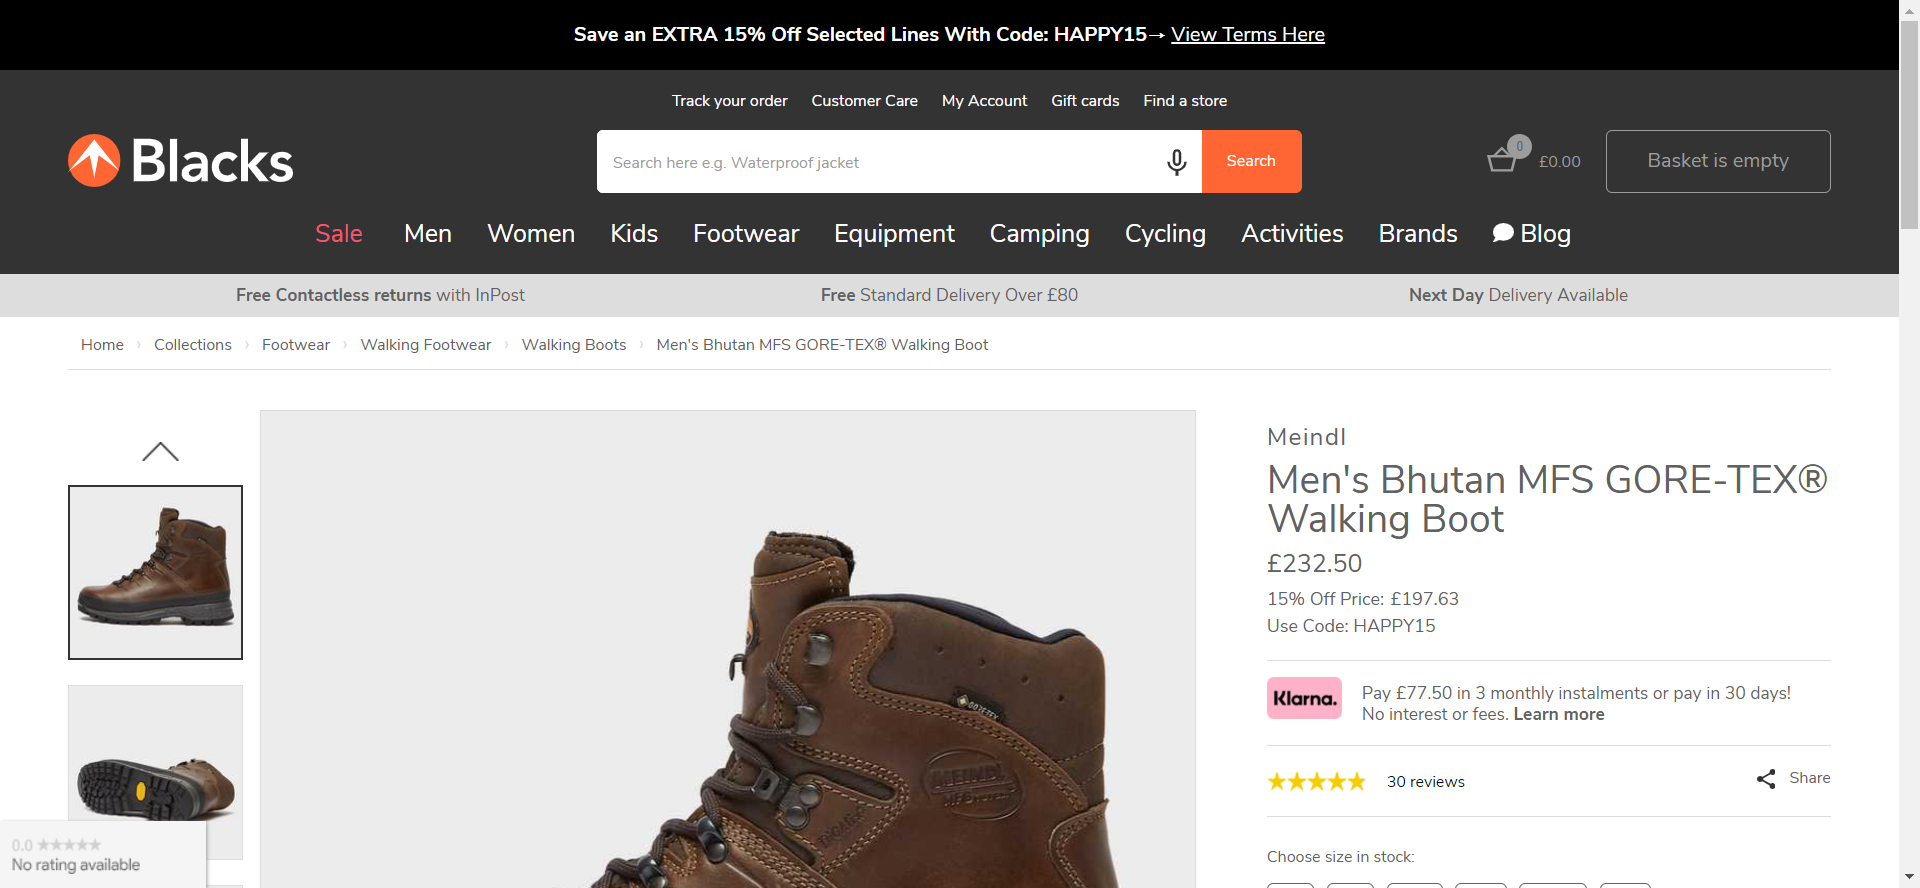 Save an EXTRA 15% Off Selected Lines With Code: HAPPY15→ View Terms Here
Track your order Customer Care My Account Gift cards Find a store
Blacks
Search here e.g. Waterproof jacket
Search
0
£0.00
Basket is empty
Sale Men Women Kids Footwear Equipment Camping Cycling Activities Brands Blog
Free Contactless returns with InPost
Free Standard Delivery Over £80
Next Day Delivery Available
Home › Collections › Footwear › Walking Footwear › Walking Boots › Men's Bhutan MFS GORE-TEX® Walking Boot
Meindl
Men's Bhutan MFS GORE-TEX®
Walking Boot
£232.50
15% Off Price: £197.63
Use Code: HAPPY15
Klarna.
Pay £77.50 in 3 monthly instalments or pay in 30 days!
No interest or fees. Learn more
30 reviews
Share
Choose size in stock:
GORE-TEX
MEINDL
0.0
No rating available